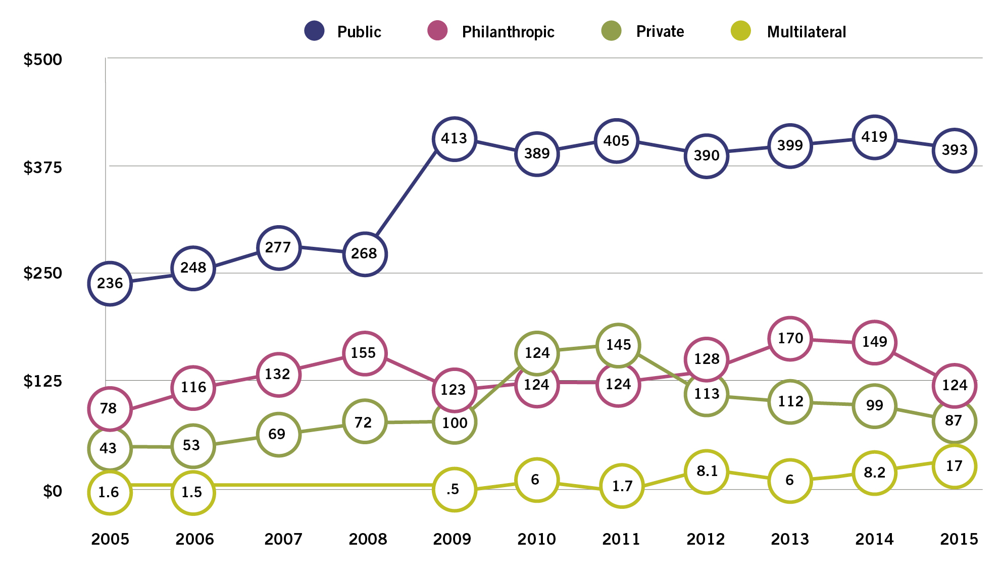 Public Philanthropic Private Multilateral
$500
$375
$250
$125
$0
236 248 277 268 413 389 405 390 399 419 393
78 116 132 155 123 124 124 128 170 149 124
43 53 69 72 100 124 145 113 112 99 87
1.6 1.5 .5 6 1.7 8.1 6 8.2 17
2005 2006 2007 2008 2009 2010 2011 2012 2013 2014 2015